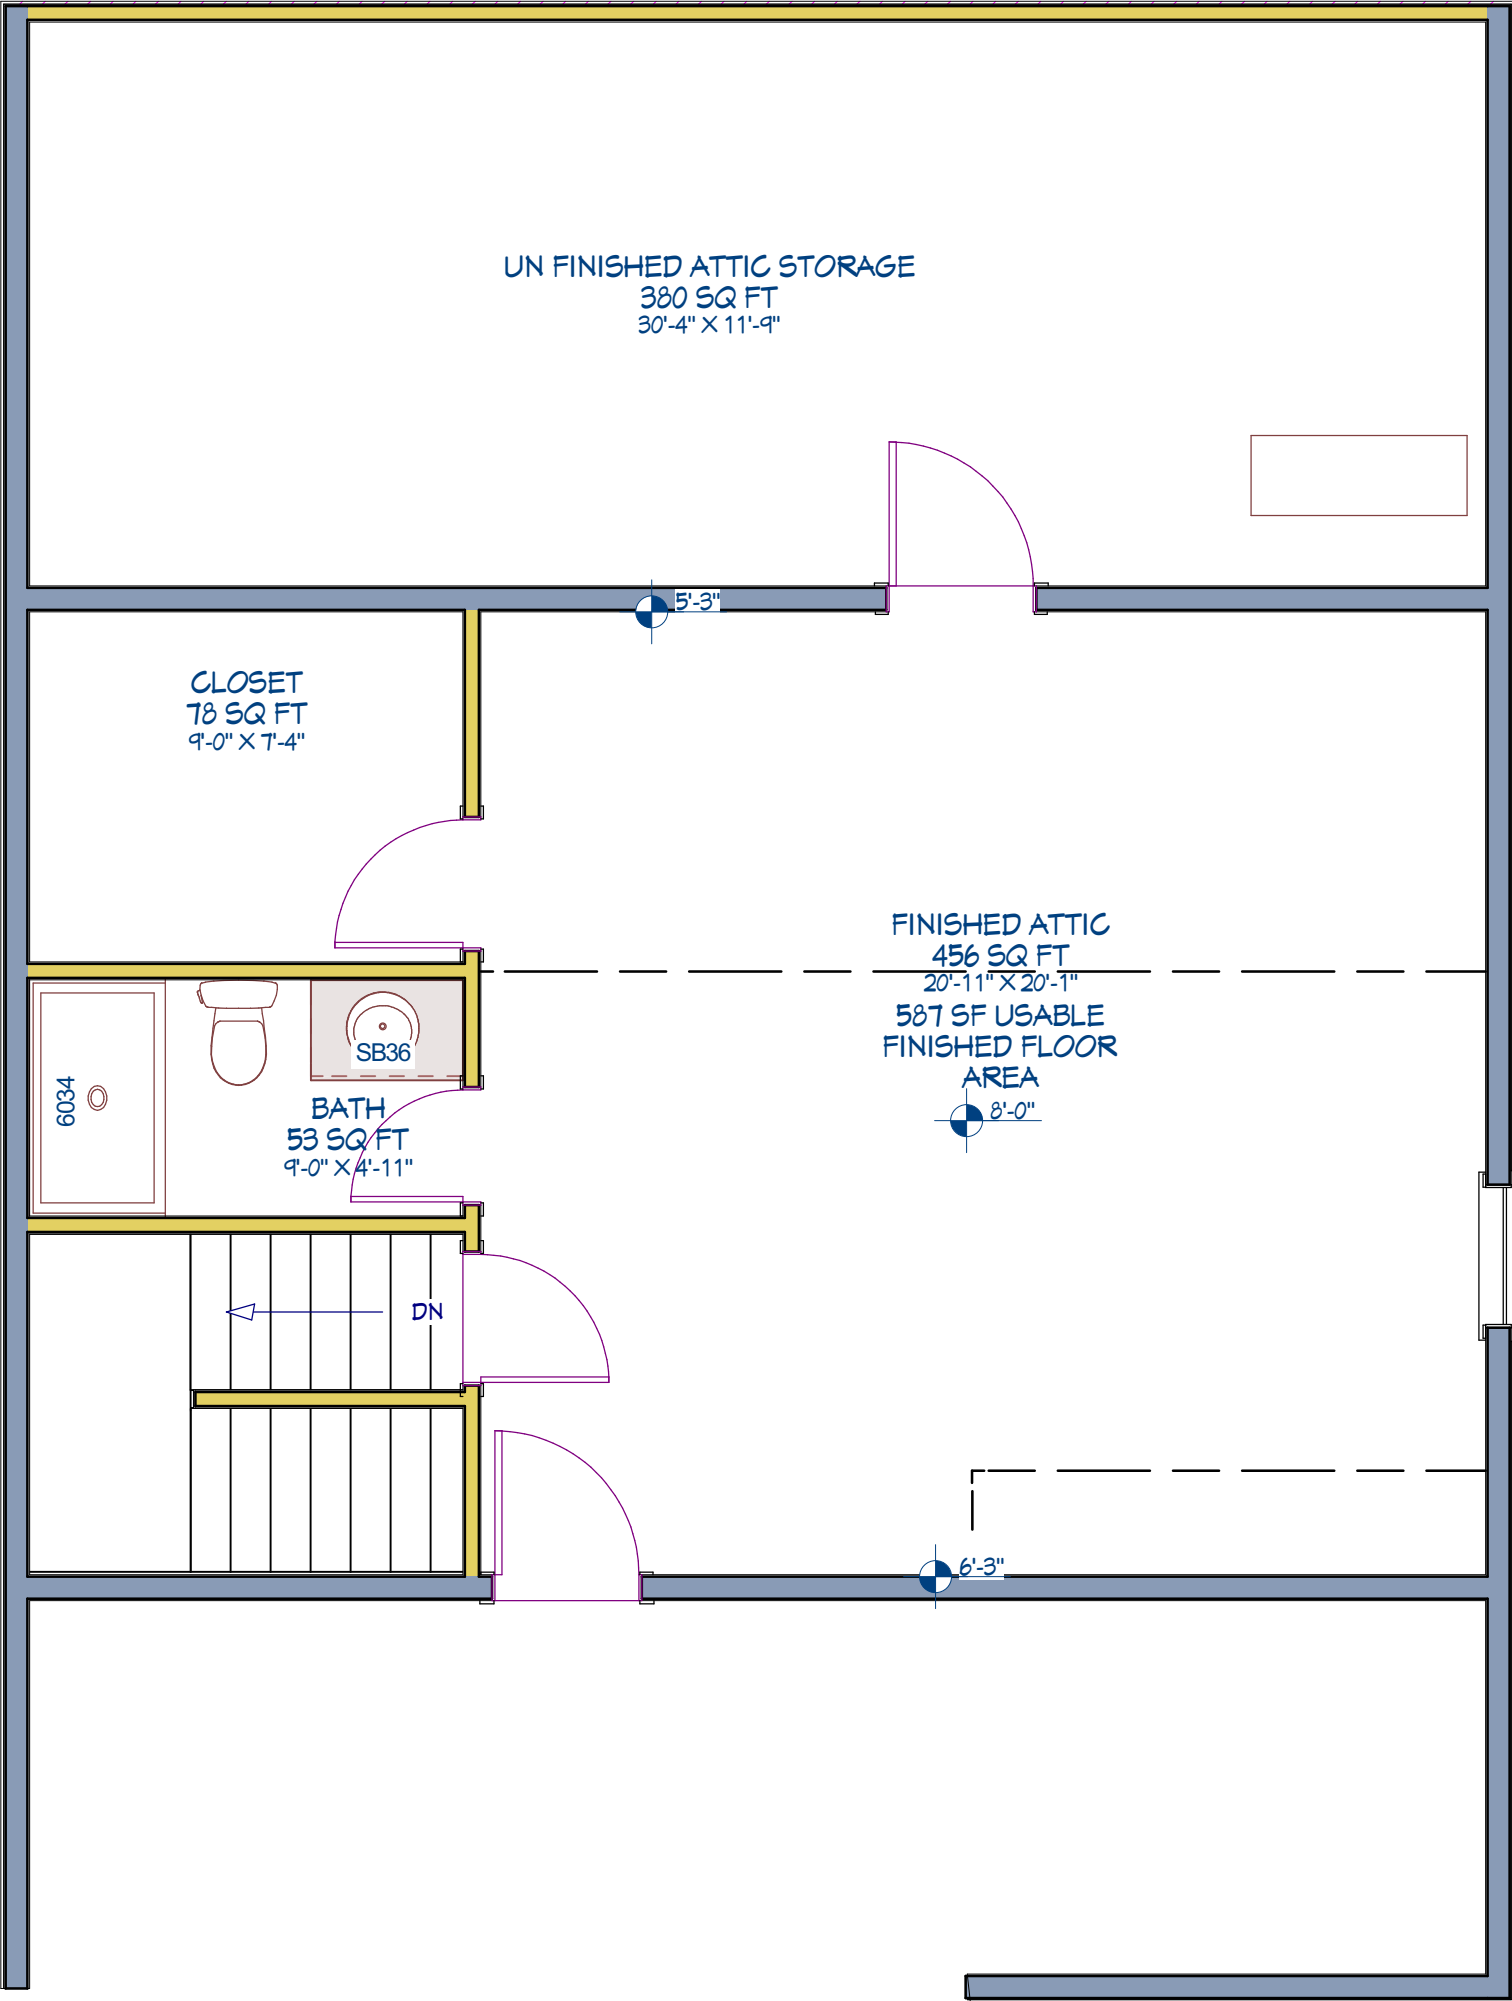 UN FINISHED ATTIC STORAGE
380 SQ FT
30'-4" X 11'-9"
5'-3"
CLOSET
78 SQ FT
9'-0" X 7'-4"
FINISHED ATTIC
456 SQ FT
20'-11" X 20'-1"
587 SF USABLE
FINISHED FLOOR
AREA
8'-0"
SB36
6034
BATH
53 SQ FT
9'-0" X 4'-11"
DN
6'-3"